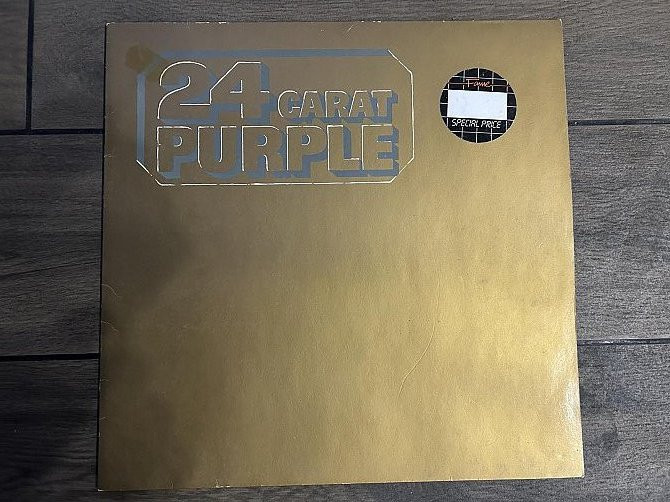 24 CARAT
PURPLE
Fame
SPECIAL PRICE